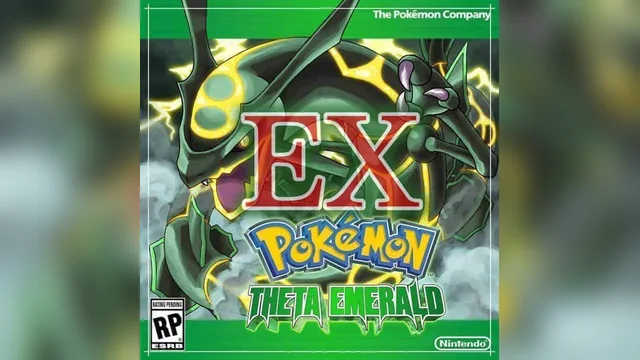 The Pokémon Company
EX
POKÉMON
THETA EMERALD
RATING PENDING
RP
ESRB
Nintendo